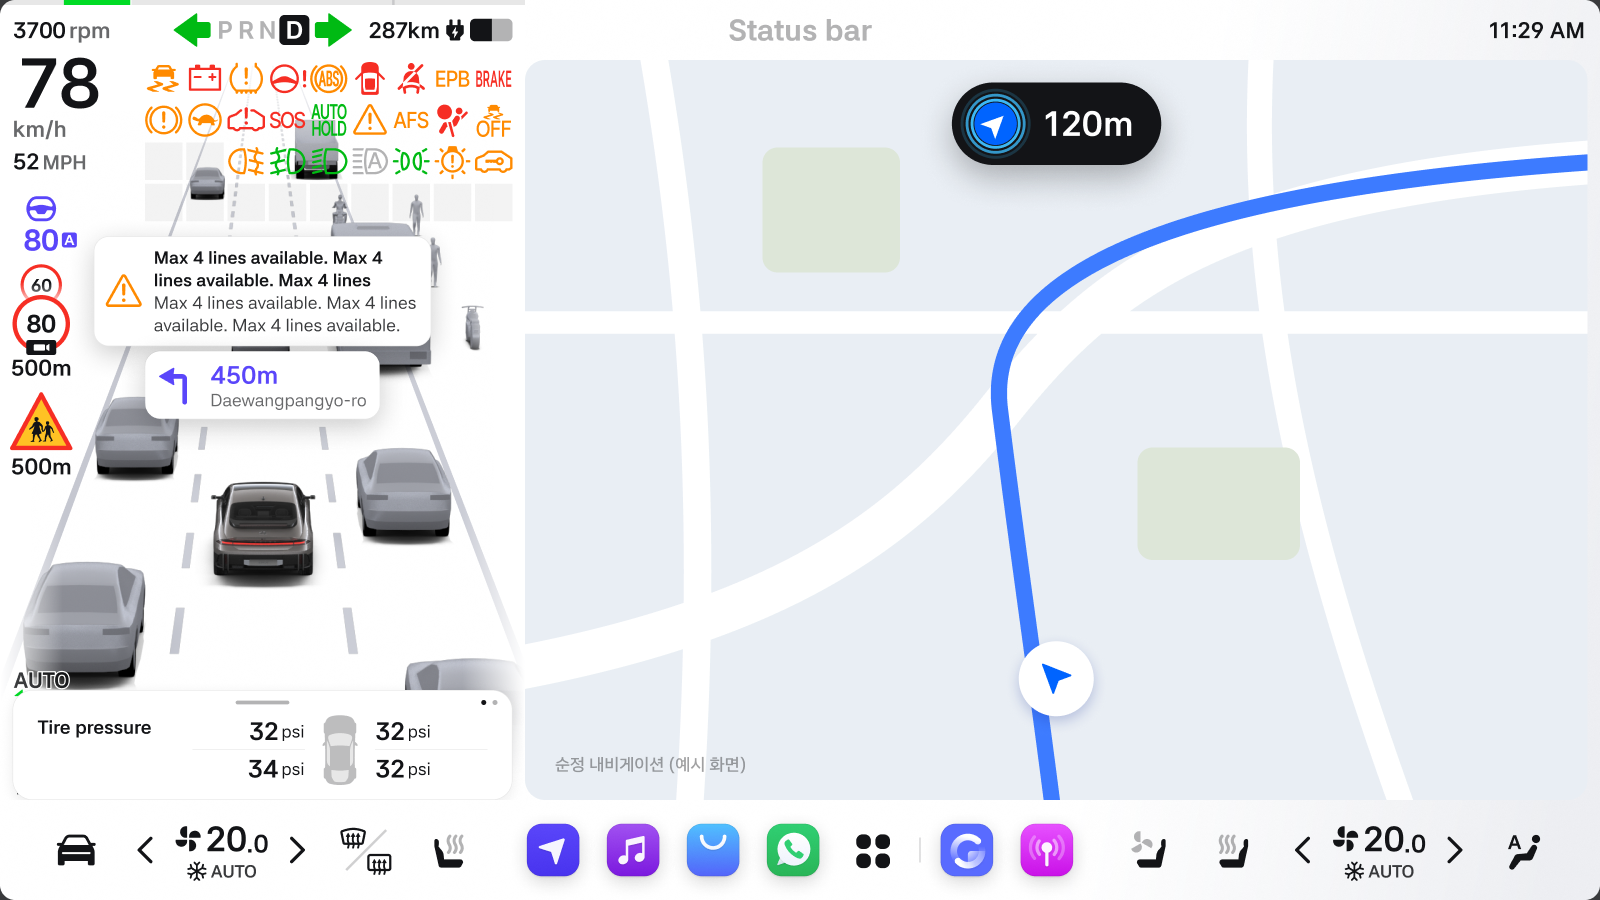 3700 rpm
P R N D
287km
Status bar
11:29 AM
78
km/h
52 MPH
ABS
EPB
BRAKE
SOS
AUTO
HOLD
AFS
OFF
A
80 A
60
80
500m
500m
Max 4 lines available. Max 4
lines available. Max 4 lines
Max 4 lines available. Max 4 lines
available. Max 4 lines available.
450m
Daewangpangyo-ro
AUTO
Tire pressure
32 psi
32 psi
34 psi
32 psi
120m
순정 내비게이션 (예시 화면)
20.0
AUTO
20.0
AUTO
A